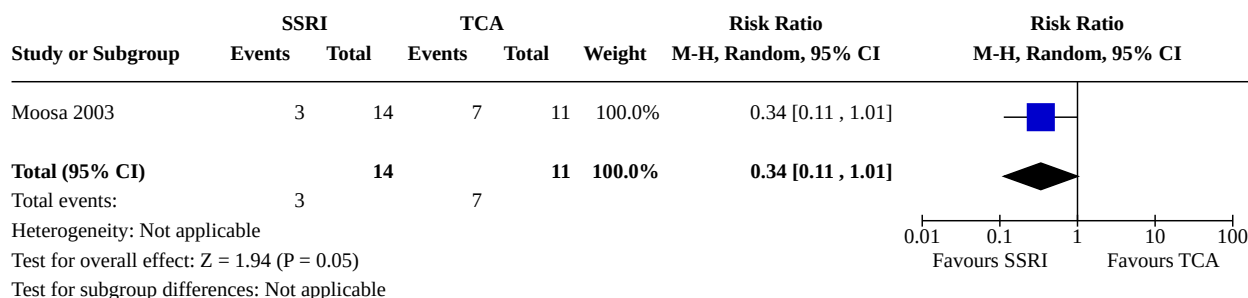 SSRI TCA Risk Ratio Risk Ratio
Study or Subgroup Events Total Events Total Weight M-H, Random, 95% CI M-H, Random, 95% CI
Moosa 2003 3 14 7 11 100.0% 0.34 [0.11 , 1.01]
Total (95% CI) 14 11 100.0% 0.34 [0.11 , 1.01]
Total events: 3 7
Heterogeneity: Not applicable
Test for overall effect: Z = 1.94 (P = 0.05)
Test for subgroup differences: Not applicable
0.01 0.1 1 10 100
Favours SSRI Favours TCA